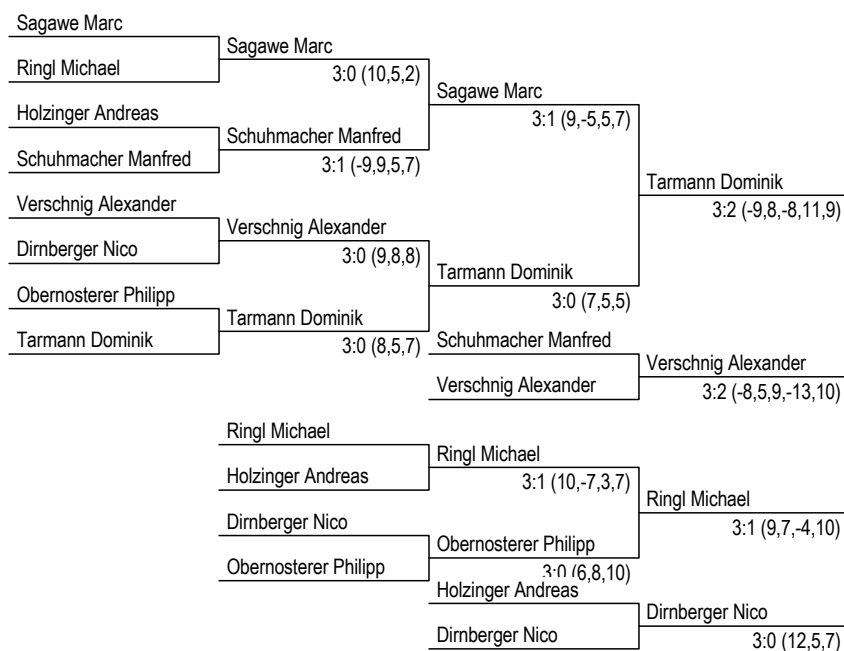 Sagawe Marc
Sagawe Marc
Ringl Michael
3:0 (10,5,2)
Sagawe Marc
Holzinger Andreas
3:1 (9,-5,5,7)
Schuhmacher Manfred
Schuhmacher Manfred
3:1 (-9,9,5,7)
Tarmann Dominik
Verschnig Alexander
3:2 (-9,8,-8,11,9)
Verschnig Alexander
Dirnberger Nico
3:0 (9,8,8)
Tarmann Dominik
Obernosterer Philipp
3:0 (7,5,5)
Tarmann Dominik
Tarmann Dominik
3:0 (8,5,7)
Schuhmacher Manfred
Verschnig Alexander
Verschnig Alexander
3:2 (-8,5,9,-13,10)
Ringl Michael
Ringl Michael
Holzinger Andreas
3:1 (10,-7,3,7)
Ringl Michael
Dirnberger Nico
3:1 (9,7,-4,10)
Obernosterer Philipp
Obernosterer Philipp
3:0 (6,8,10)
Holzinger Andreas
Dirnberger Nico
Dirnberger Nico
3:0 (12,5,7)